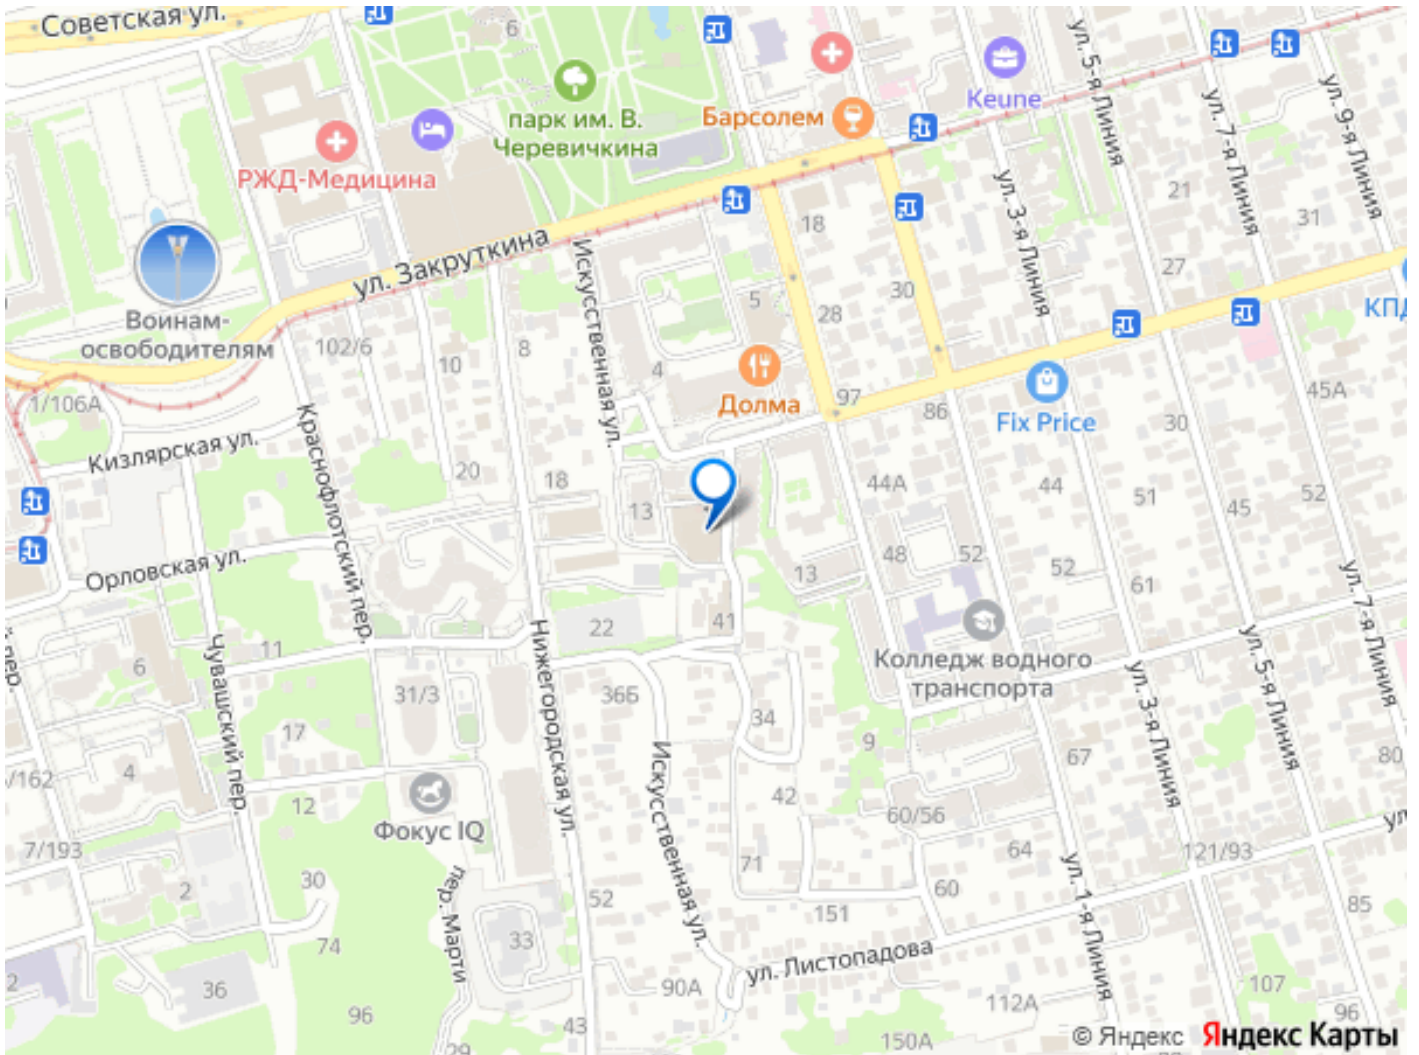 Советская ул.
6
парк им. В.
Черевичкина
Барсолем
Keune
ул. 5-я Линия
ул. 7-я Линия
ул. 9-я Линия
РЖД-Медицина
ул. 3-я Линия
21
31
18
27
Воинам-
освободителям
ул. Закруткина
Искусственная ул.
5
30
28
КПД
102/6
10
8
4
Долма
97
86
Fix Price
45А
1/106А
Кизлярская ул.
Краснофлотский пер.
20
18
13
44А
44
51
30
45
52
Орловская ул.
48
52
52
13
61
ул. 7-я Линия
Чувашский пер.
11
Нижегородская ул.
22
41
Колледж водного
транспорта
ул. 3-я Линия
ул. 5-я Линия
пер.
6
31/3
36Б
34
17
9
67
80
/162
4
12
Фокус IQ
Искусственная ул.
42
60/56
64
ул. 1-я Линия
121/93
ул
7/193
2
30
пер. Марти
52
71
60
151
85
74
33
ул. Листопадова
2
36
96
90А
112А
107
96
43
29
150А
© Яндекс Яндекс Карты